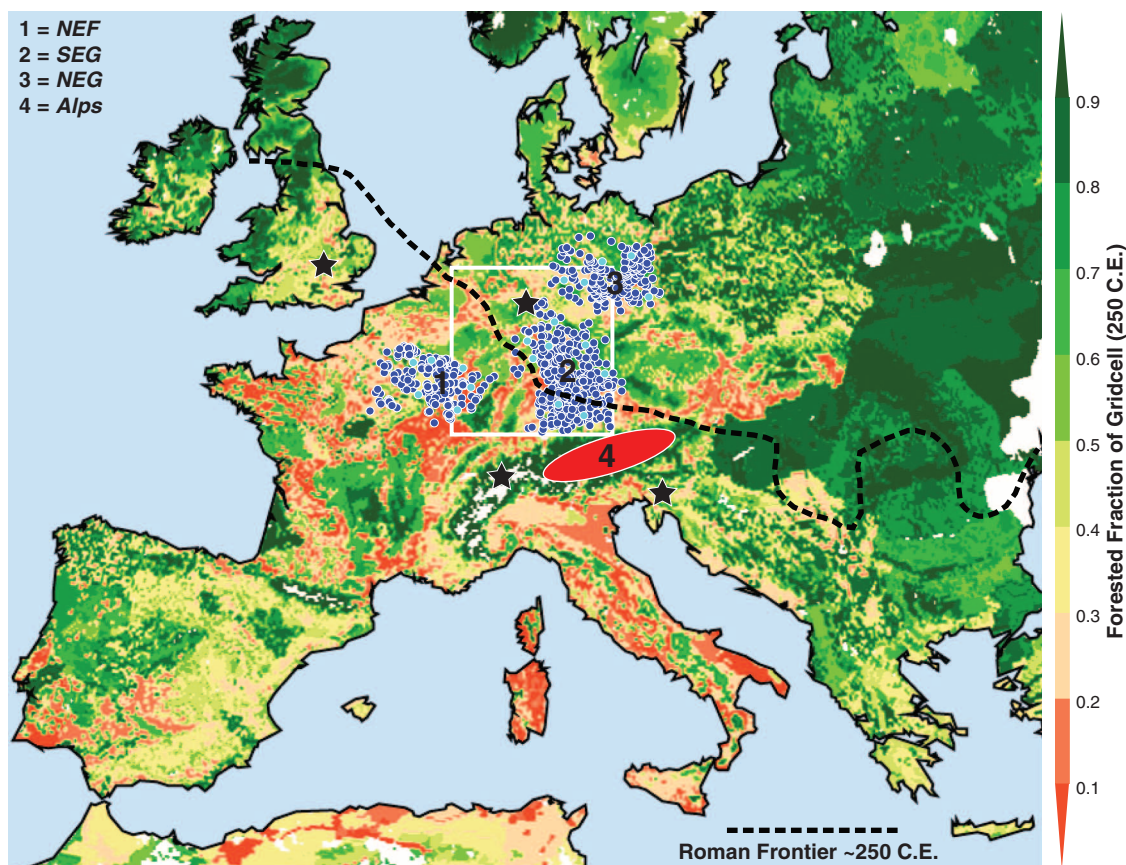 1 = NEF
2 = SEG
3 = NEG
4 = Alps
3
1
2
4
Roman Frontier ~250 C.E.
0.9
0.8
0.7
0.6
0.5
0.4
0.3
0.2
0.1
Forested Fraction of Gridcell (250 C.E.)